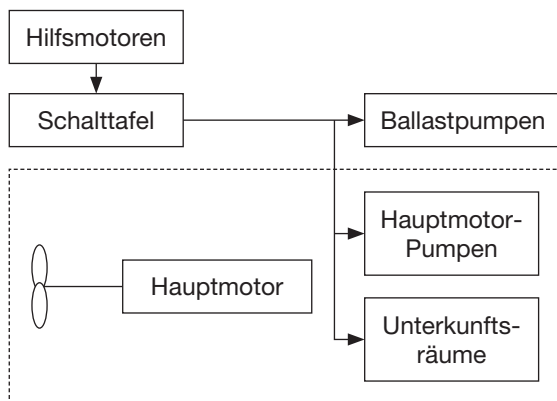 Hilfsmotoren
Schalttafel
Ballastpumpen
Hauptmotor-
Pumpen
Hauptmotor
Unterkunfts-
räume